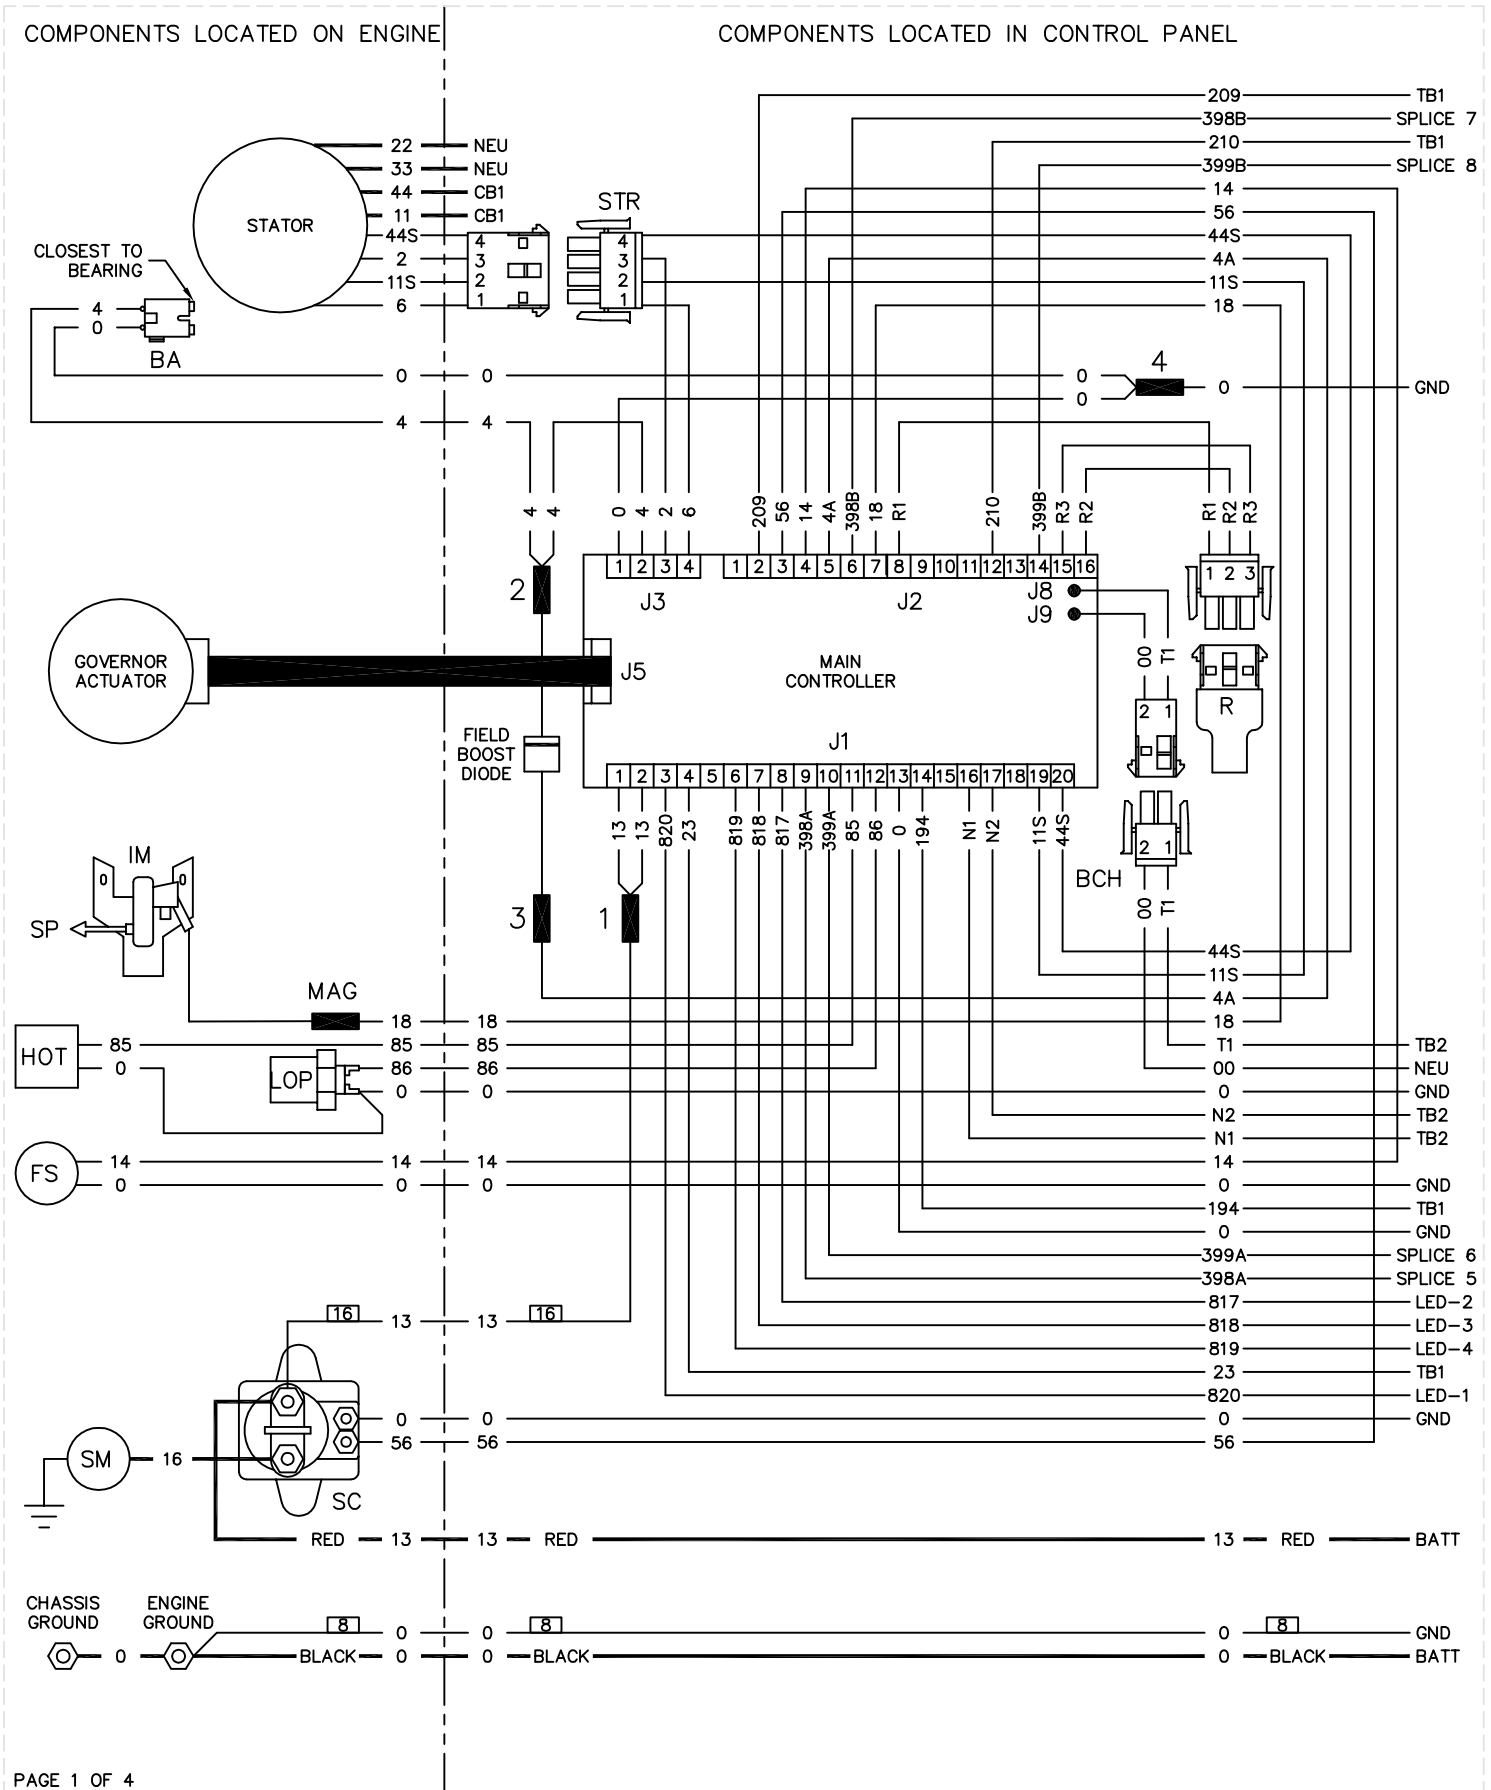 COMPONENTS LOCATED ON ENGINE
COMPONENTS LOCATED IN CONTROL PANEL
209 TB1
398B SPLICE 7
210 TB1
399B SPLICE 8
14
56
44S
4A
11S
18
22 NEU
33 NEU
44 CB1
11 CB1
44S
2
11S
6
STATOR
4
3
2
1
STR
4
3
2
1
CLOSEST TO
BEARING
4
0
BA
0 0 0
0
4
0 GND
4 4
4 4
0 4 2 6
209 56 14 4A 398B 18 R1 210 399B R3 R2
R1 R2 R3
1 2 3 4
1 2 3 4 5 6 7 8 9 10 11 12 13 14 15 16
1 2 3
2
J3
J2
J8
J9
00 T1
GOVERNOR
ACTUATOR
J5
MAIN
CONTROLLER
R
2 1
FIELD
BOOST
DIODE
J1
1 2 3 4 5 6 7 8 9 10 11 12 13 14 15 16 17 18 19 20
13 13 820 23 819 818 817 398A 399A 85 86 0 194 N1 N2 11S 44S
2 1
BCH
00 T1
IM
SP
3
1
44S
11S
4A
MAG
18 18 18
HOT
85 85 85 T1 TB2
0 86 86 00 NEU
LOP
0 0 0 GND
N2 TB2
N1 TB2
FS
14 14 14 14
0 0 0 0 GND
194 TB1
0 GND
399A SPLICE 6
398A SPLICE 5
817 LED-2
16 13 13 16
818 LED-3
819 LED-4
23 TB1
820 LED-1
0 0 0 GND
56 56 56
SM
16
SC
RED 13 13 RED 13 RED BATT
CHASSIS
GROUND
ENGINE
GROUND
8 0 0 8 0 8 GND
0 BLACK 0 0 BLACK 0 BLACK BATT
PAGE 1 OF 4